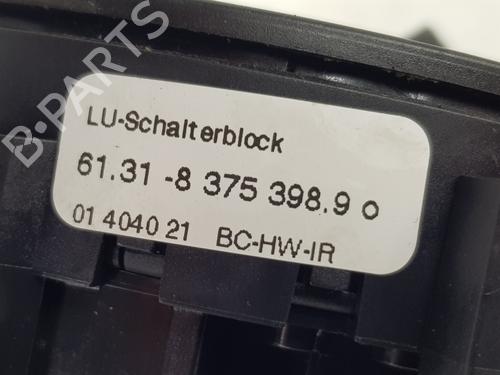 B-PARTS
LU-Schalterblock
61.31-8 375 398.9 o
01 4040 21 BC-HW-IR